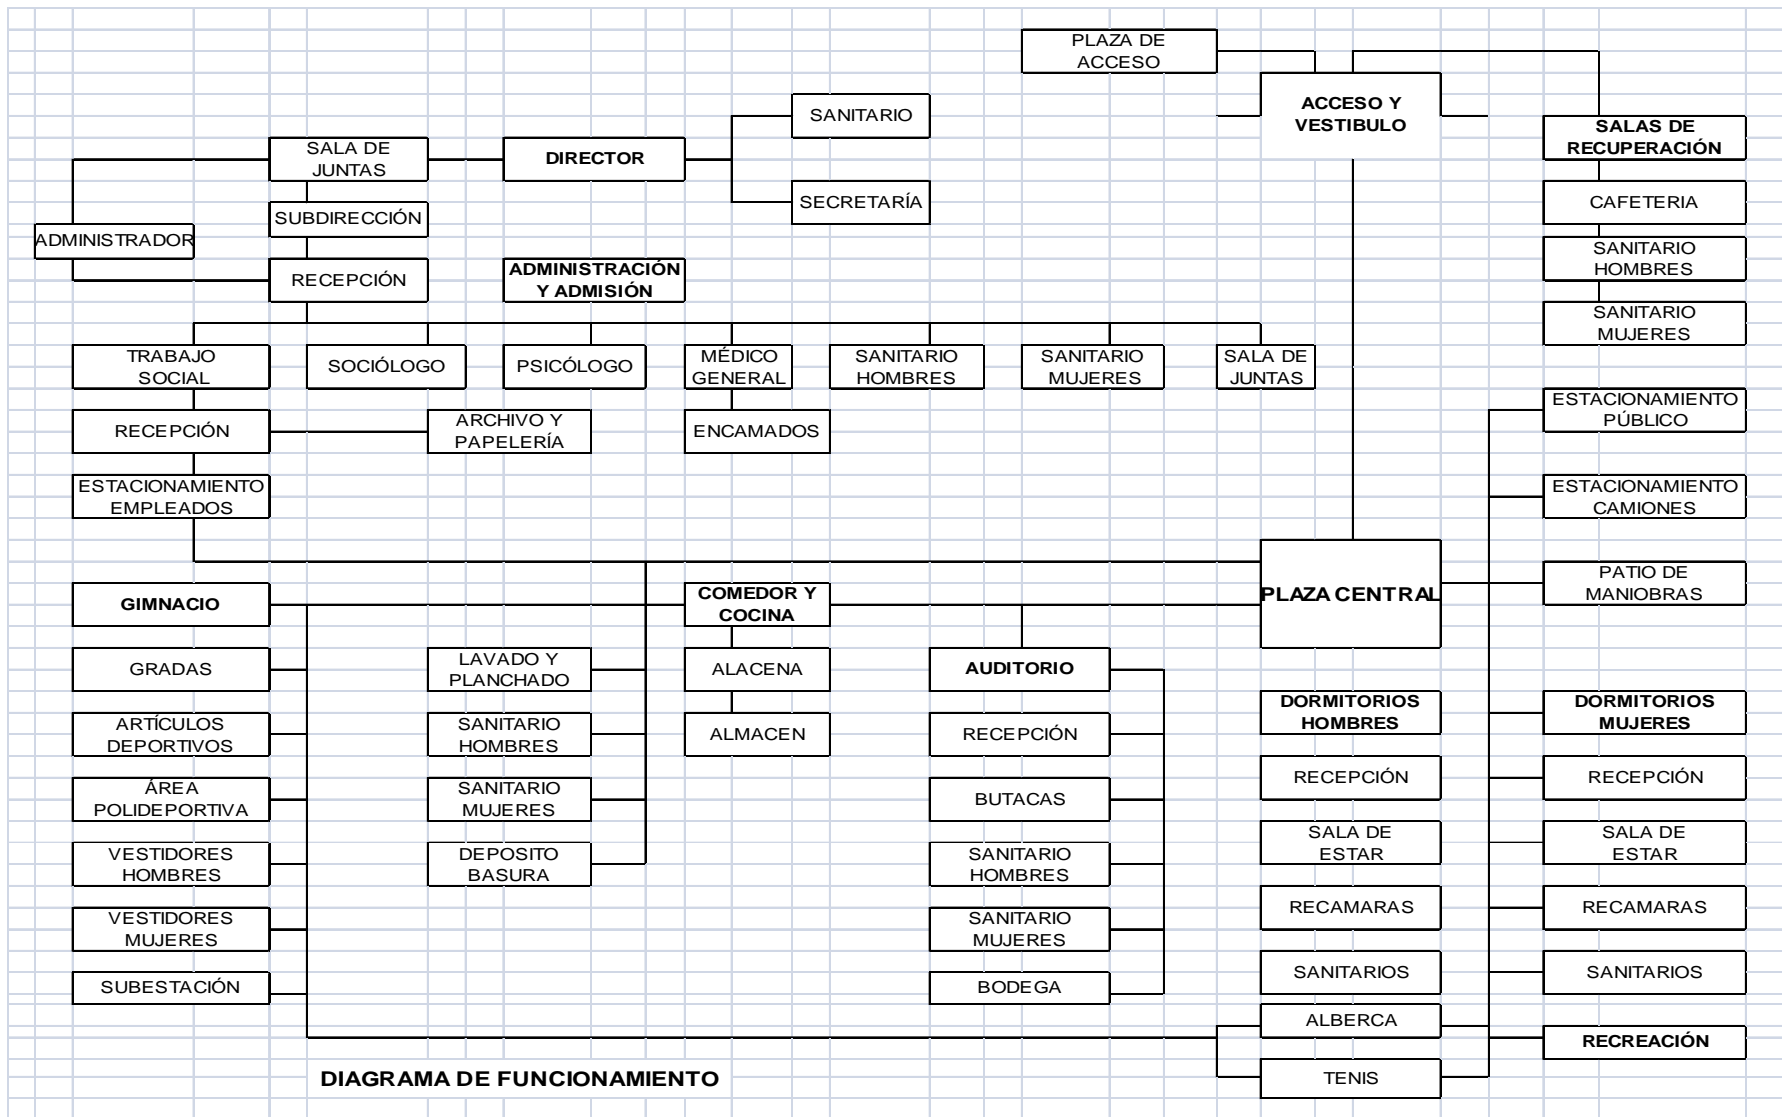 PLAZA DE
ACCESO
ACCESO Y
VESTIBULO
SANITARIO
SALAS DE
RECUPERACIÓN
SALA DE
JUNTAS
DIRECTOR
SECRETARÍA
CAFETERIA
SUBDIRECCIÓN
ADMINISTRADOR
SANITARIO
HOMBRES
RECEPCIÓN
ADMINISTRACIÓN
Y ADMISIÓN
SANITARIO
MUJERES
TRABAJO
SOCIAL
SOCIÓLOGO
PSICÓLOGO
MÉDICO
GENERAL
SANITARIO
HOMBRES
SANITARIO
MUJERES
SALA DE
JUNTAS
ESTACIONAMIENTO
PÚBLICO
RECEPCIÓN
ARCHIVO Y
PAPELERÍA
ENCAMADOS
ESTACIONAMIENTO
EMPLEADOS
ESTACIONAMIENTO
CAMIONES
PLAZA CENTRAL
PATIO DE
MANIOBRAS
GIMNACIO
COMEDOR Y
COCINA
GRADAS
LAVADO Y
PLANCHADO
ALACENA
AUDITORIO
DORMITORIOS
HOMBRES
DORMITORIOS
MUJERES
ARTÍCULOS
DEPORTIVOS
SANITARIO
HOMBRES
ALMACEN
RECEPCIÓN
RECEPCIÓN
RECEPCIÓN
ÁREA
POLIDEPORTIVA
SANITARIO
MUJERES
BUTACAS
SALA DE
ESTAR
SALA DE
ESTAR
VESTIDORES
HOMBRES
DEPOSITO
BASURA
SANITARIO
HOMBRES
RECAMARAS
RECAMARAS
VESTIDORES
MUJERES
SANITARIO
MUJERES
SANITARIOS
SANITARIOS
SUBESTACIÓN
BODEGA
ALBERCA
RECREACIÓN
TENIS
DIAGRAMA DE FUNCIONAMIENTO